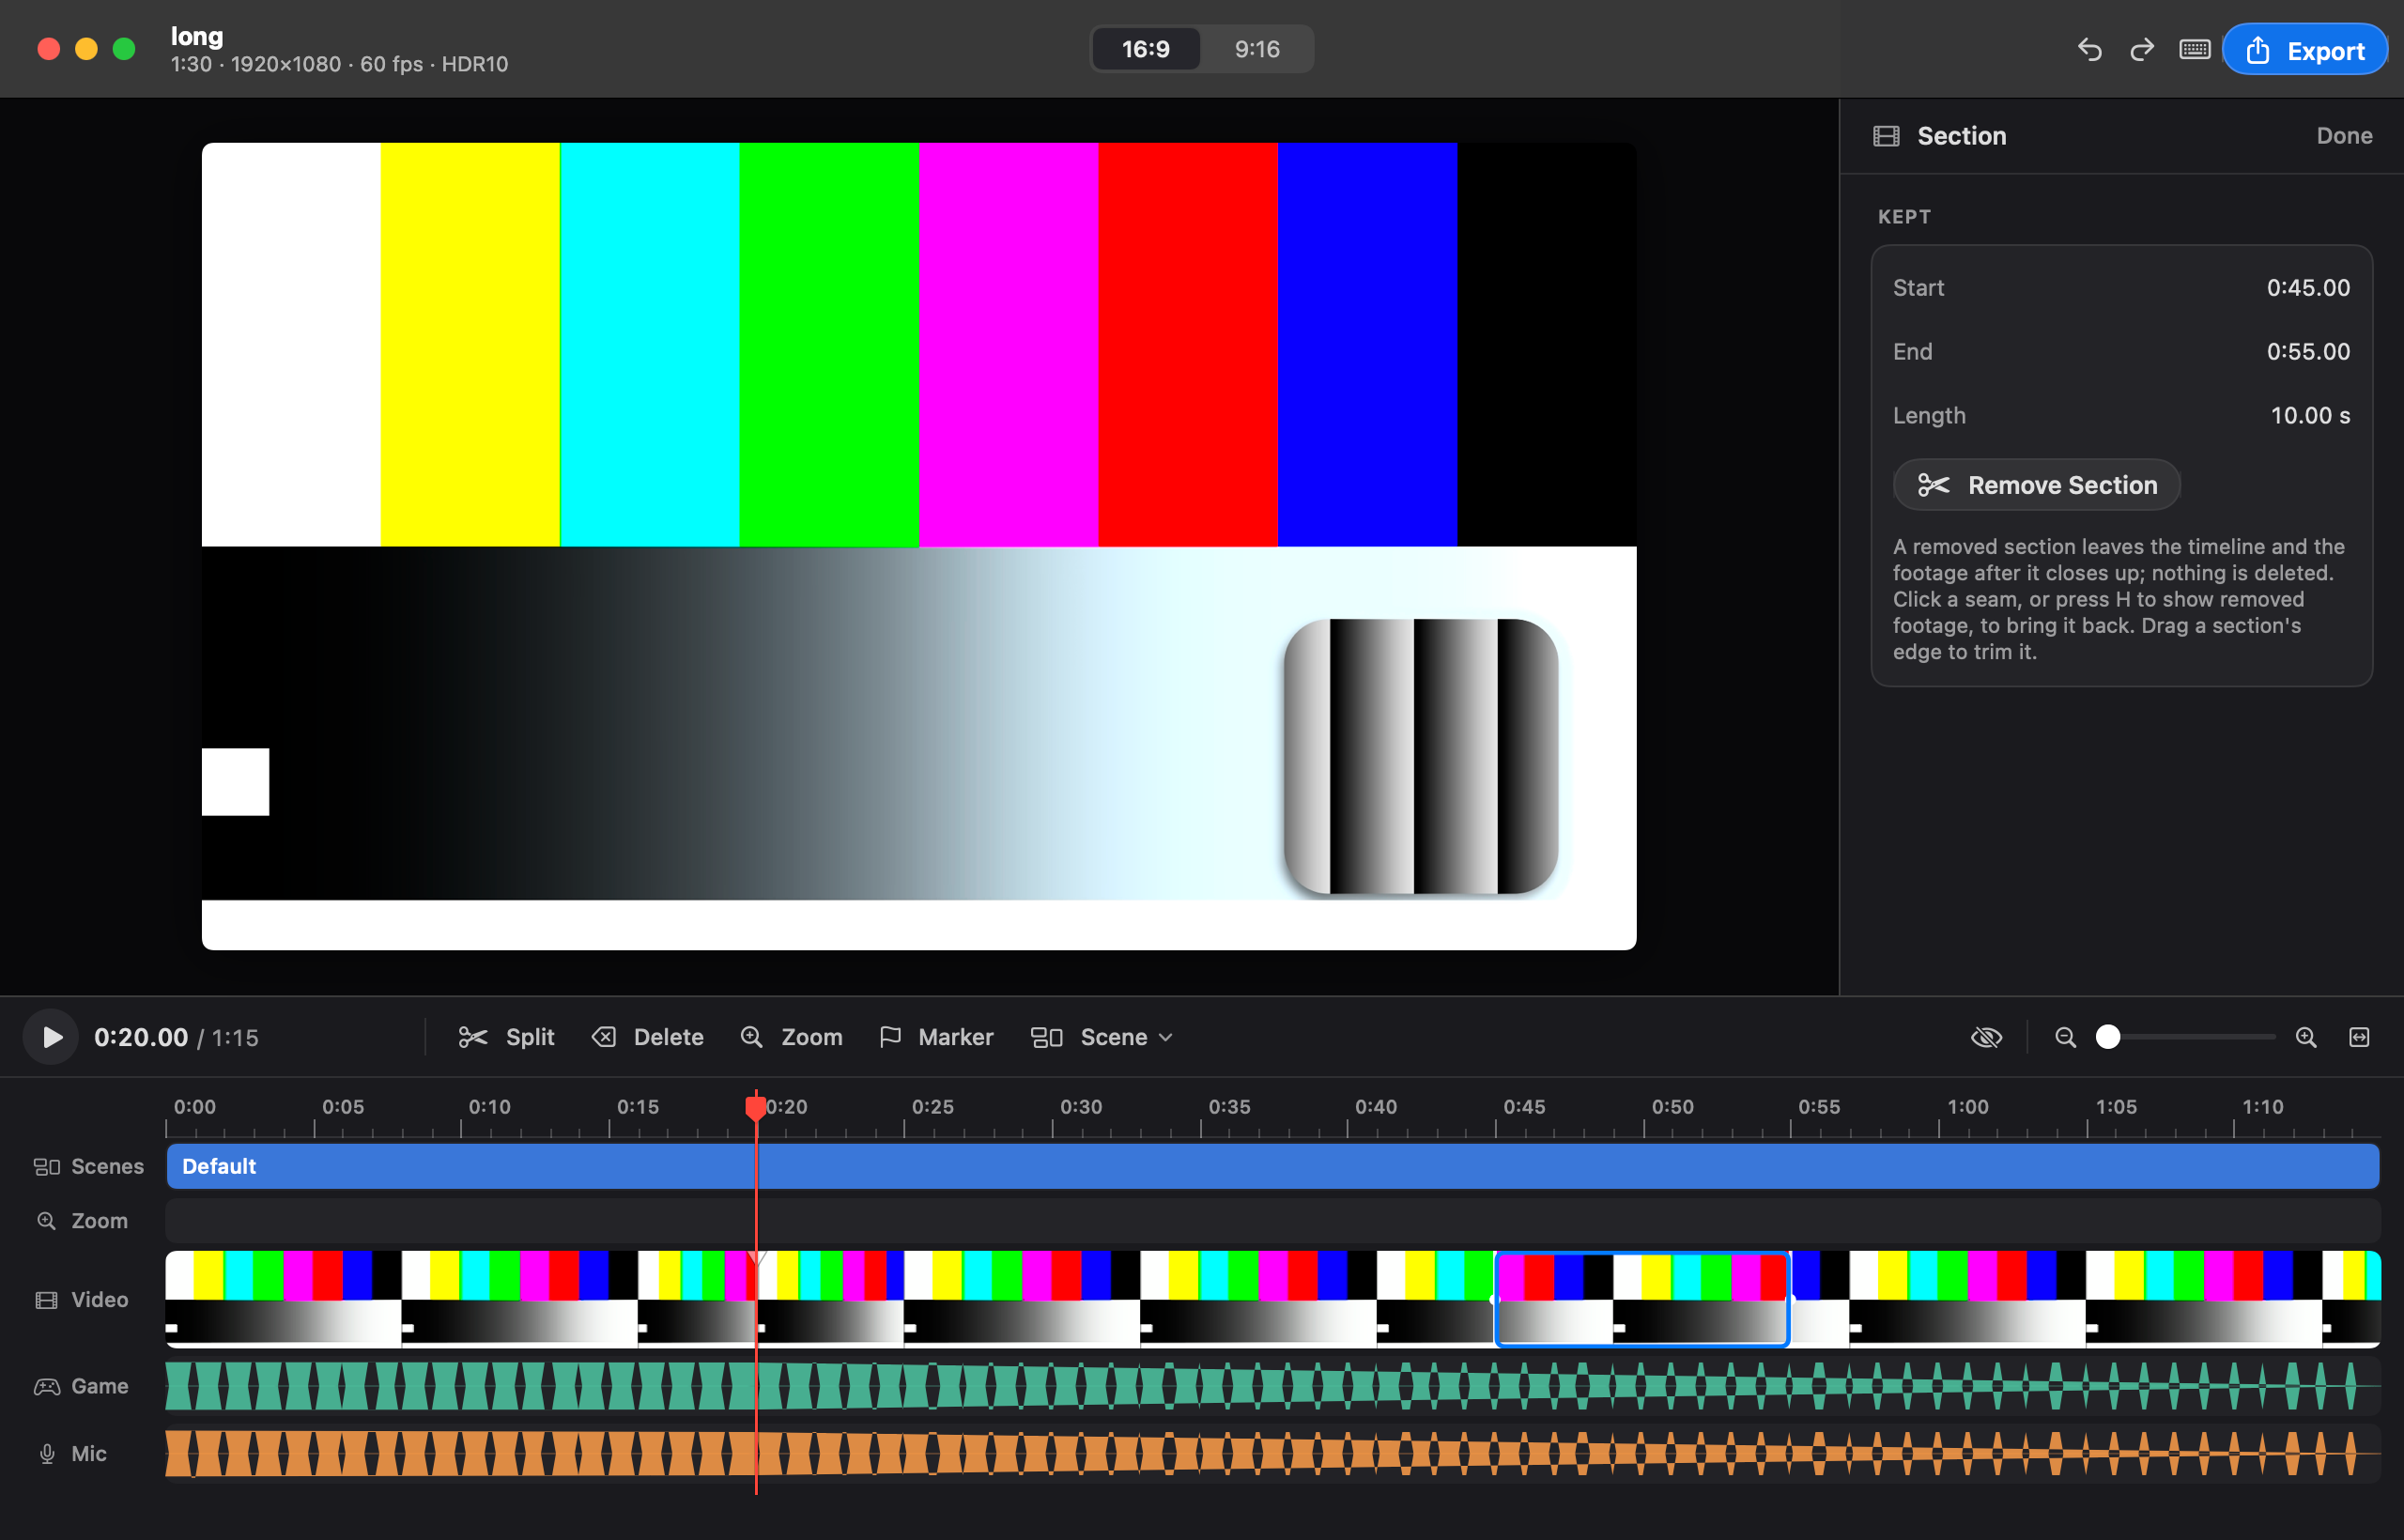 long
1:30 · 1920×1080 · 60 fps · HDR10
16:9
9:16
Export
Section
Done
KEPT
Start
0:45.00
End
0:55.00
Length
10.00 s
Remove Section
A removed section leaves the timeline and the
footage after it closes up; nothing is deleted.
Click a seam, or press H to show removed
footage, to bring it back. Drag a section's
edge to trim it.
0:20.00 / 1:15
Split
Delete
Zoom
Marker
Scene
0:00
0:05
0:10
0:15
0:20
0:25
0:30
0:35
0:40
0:45
0:50
0:55
1:00
1:05
1:10
Scenes
Default
Zoom
Video
Game
Mic